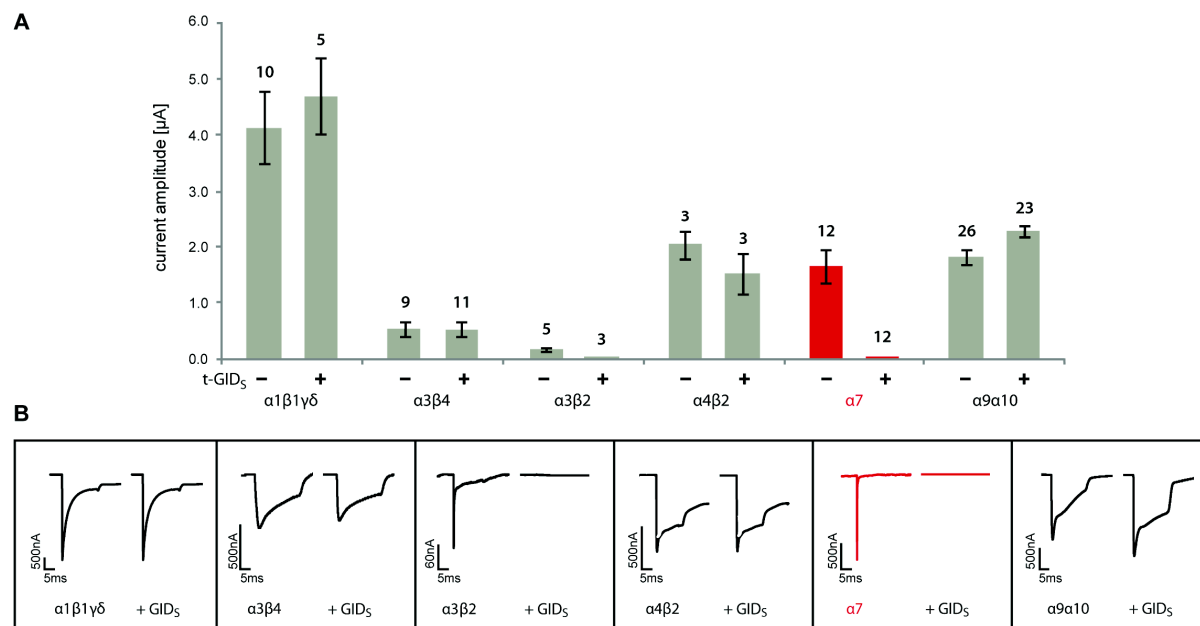 A
6.0
5.0
4.0
3.0
2.0
1.0
0.0
current amplitude [µA]
10 5 9 11 5 3 3 3 12 12 26 23
t-GIDS − + − + − + − + − + − +
α1β1γδ α3β4 α3β2 α4β2 α7 α9α10
B
500nA 500nA 60nA 500nA 500nA 500nA
5ms 5ms 5ms 5ms 5ms 5ms
α1β1γδ + GIDS α3β4 + GIDS α3β2 + GIDS α4β2 + GIDS α7 + GIDS α9α10 + GIDS